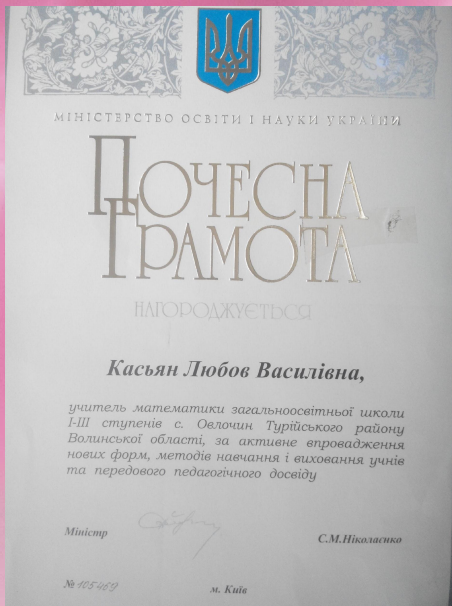 МІНІСТЕРСТВО ОСВІТИ І НАУКИ УКРАЇНИ
ПОЧЕСНА
ГРАМОТА
НАГОРОДЖУЄТЬСЯ
Касьян Любов Василівна,
учитель математики загальноосвітньої школи
І-ІІІ ступенів с. Овлочин Турійського району
Волинської області, за активне впровадження
нових форм, методів навчання і виховання учнів
та передового педагогічного досвіду
Міністр
С.М.Ніколаєнко
№ 105459
м. Київ